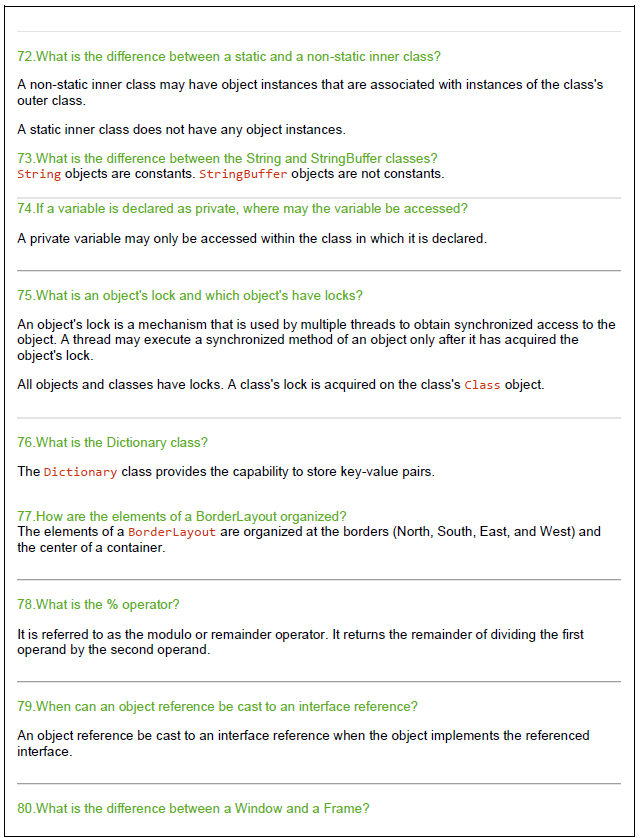 72.What is the difference between a static and a non-static inner class?
A non-static inner class may have object instances that are associated with instances of the class's
outer class.
A static inner class does not have any object instances.
73.What is the difference between the String and StringBuffer classes?
String objects are constants. StringBuffer objects are not constants.
74.If a variable is declared as private, where may the variable be accessed?
A private variable may only be accessed within the class in which it is declared.
75.What is an object's lock and which object's have locks?
An object's lock is a mechanism that is used by multiple threads to obtain synchronized access to the
object. A thread may execute a synchronized method of an object only after it has acquired the
object's lock.
All objects and classes have locks. A class's lock is acquired on the class's Class object.
76.What is the Dictionary class?
The Dictionary class provides the capability to store key-value pairs.
77.How are the elements of a BorderLayout organized?
The elements of a BorderLayout are organized at the borders (North, South, East, and West) and
the center of a container.
78.What is the % operator?
It is referred to as the modulo or remainder operator. It returns the remainder of dividing the first
operand by the second operand.
79.When can an object reference be cast to an interface reference?
An object reference be cast to an interface reference when the object implements the referenced
interface.
80.What is the difference between a Window and a Frame?